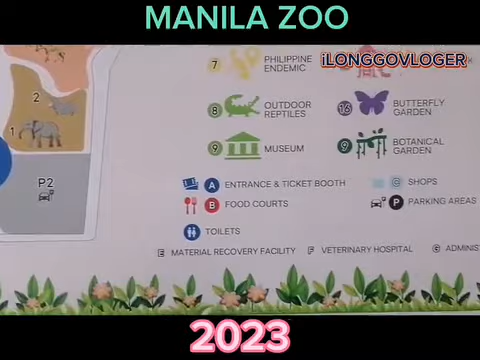 MANILA ZOO
iLONGGOVLOGER
7 PHILIPPINE
ENDEMIC
2
1
8 OUTDOOR
REPTILES
16 BUTTERFLY
GARDEN
9 MUSEUM
9 BOTANICAL
GARDEN
P2
A ENTRANCE & TICKET BOOTH
C SHOPS
B FOOD COURTS
P PARKING AREAS
TOILETS
E MATERIAL RECOVERY FACILITY F VETERINARY HOSPITAL G ADMINIS
2023